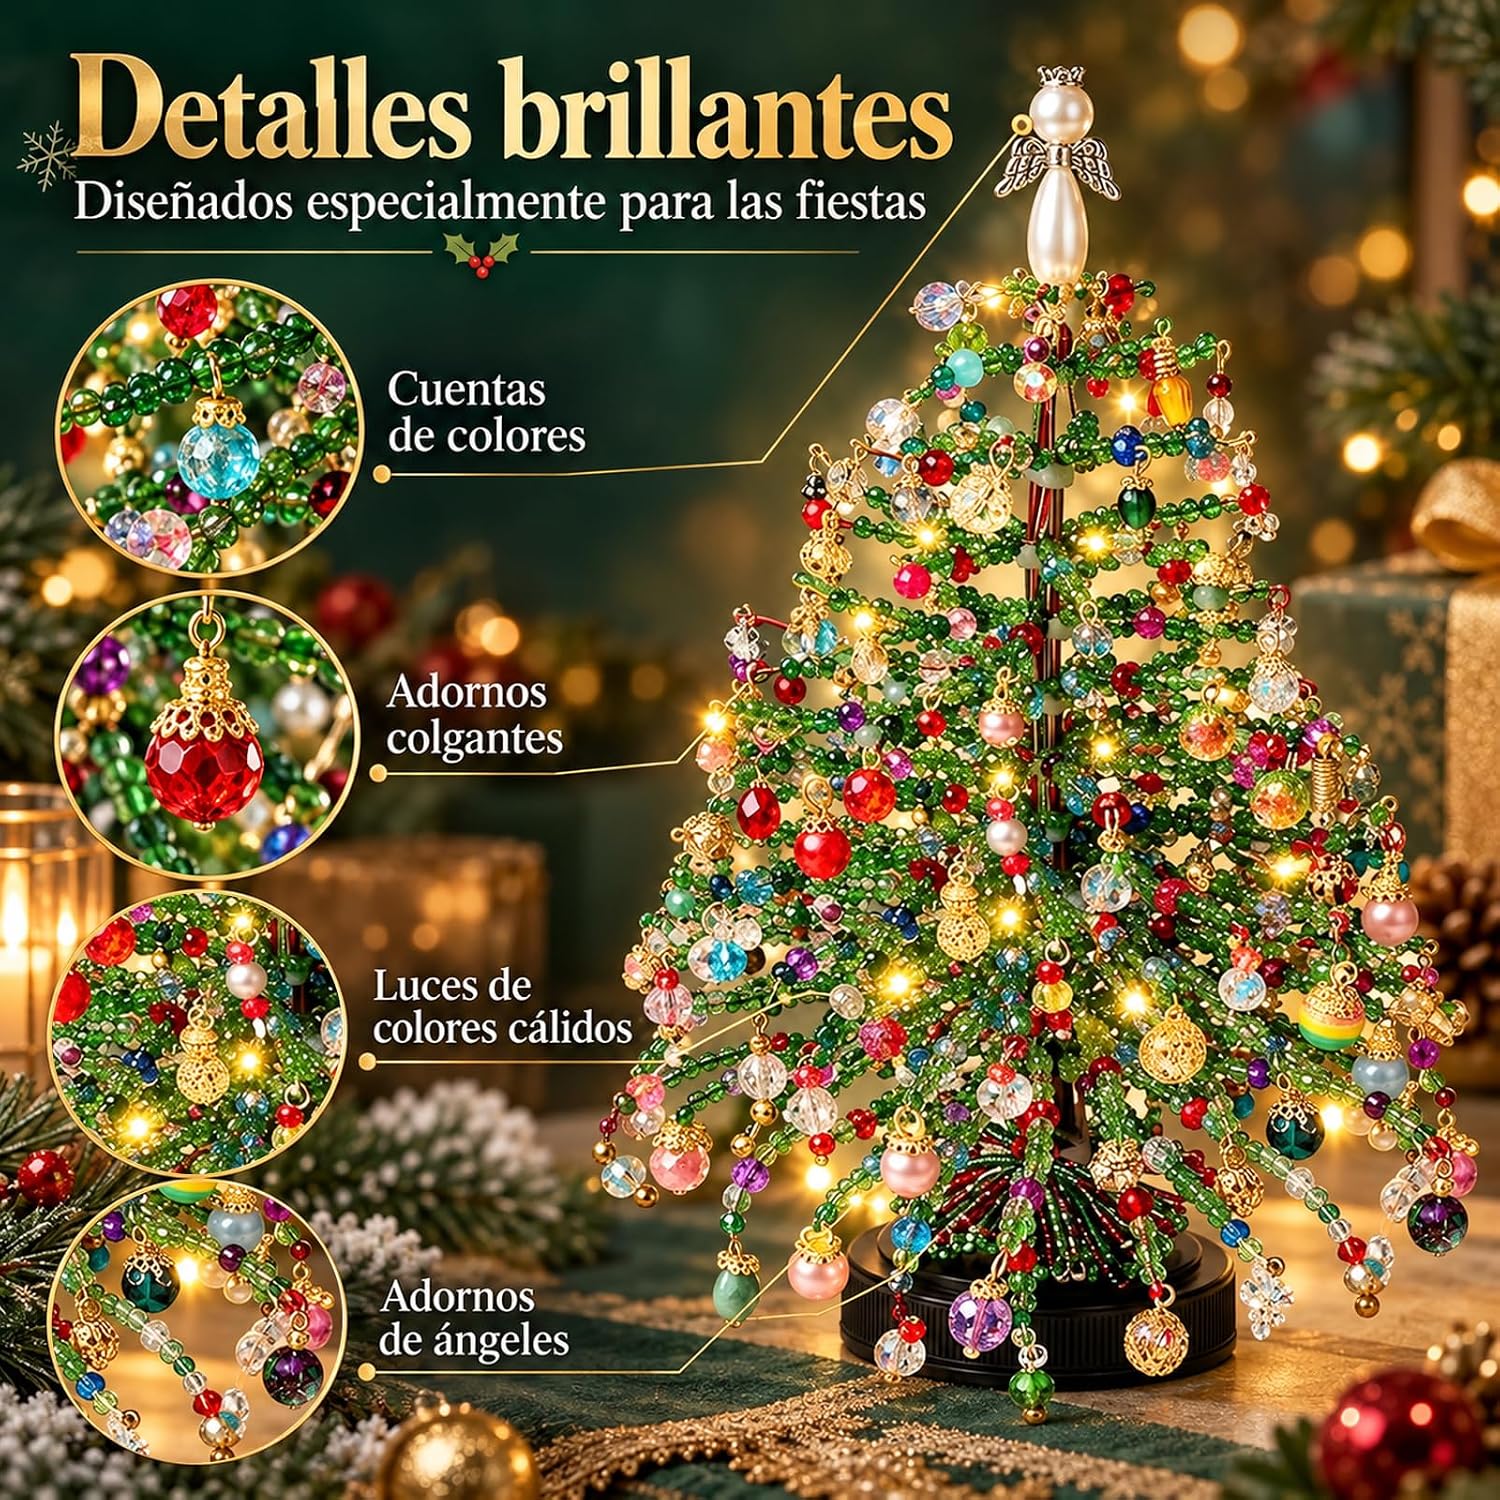 Detalles brillantes
Diseñados especialmente para las fiestas
Cuentas
de colores
Adornos
colgantes
Luces de
colores cálidos
Adornos
de ángeles